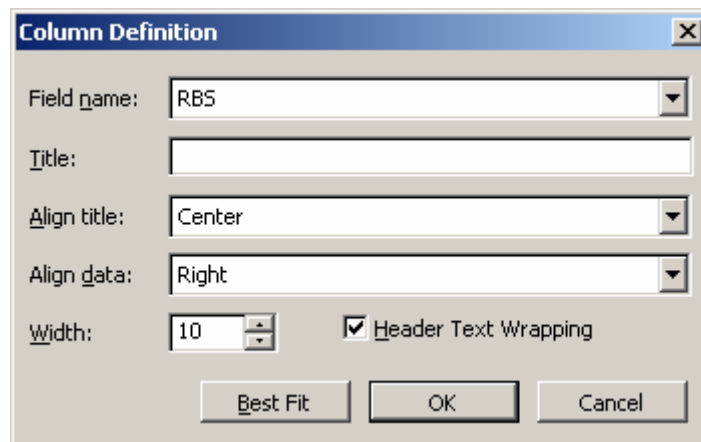 Column Definition
Field name: RBS
Title:
Align title: Center
Align data: Right
Width: 10 Header Text Wrapping
Best Fit OK Cancel